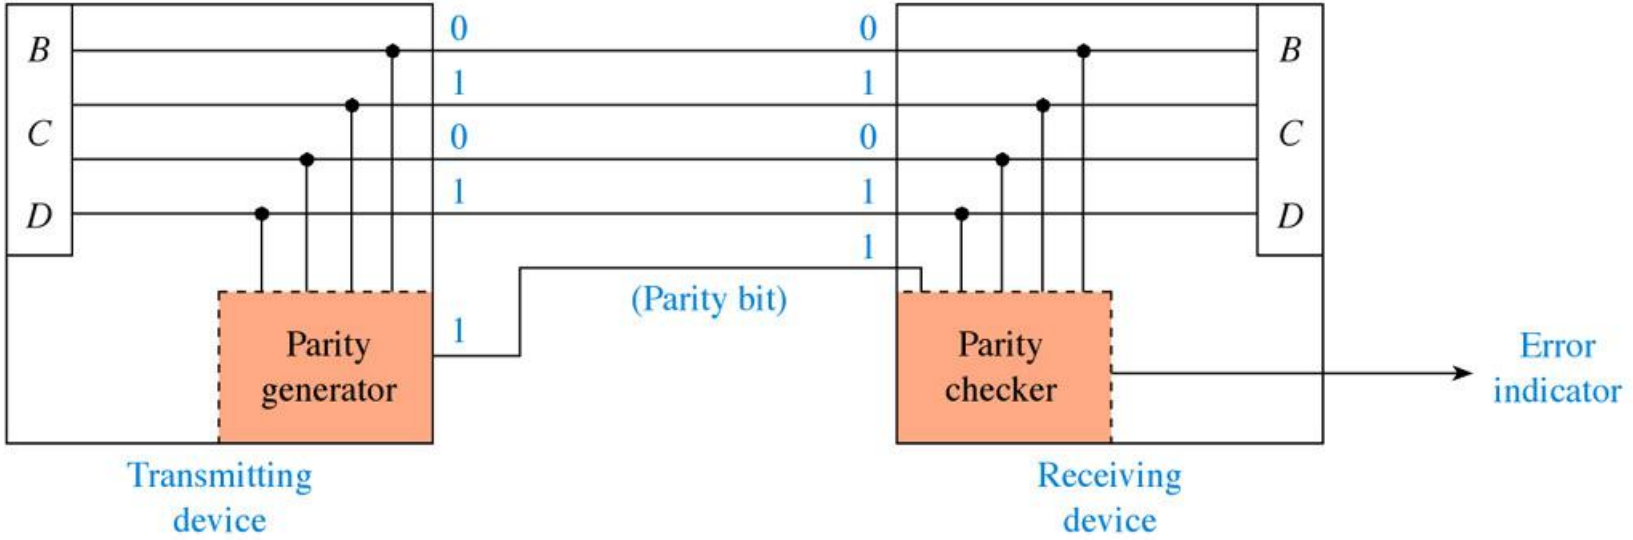 0
0
B
B
1
1
C
0
0
C
1
1
D
D
1
(Parity bit)
1
Parity
generator
Parity
checker
Error
indicator
Transmitting
device
Receiving
device